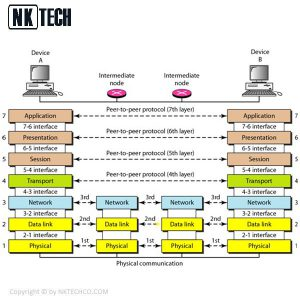 NK TECH
Device
A
Device
B
Intermediate
node
Intermediate
node
Peer-to-peer protocol (7th layer)
7 Application Application 7
7-6 interface 7-6 interface
Peer-to-peer protocol (6th layer)
6 Presentation Presentation 6
6-5 interface 6-5 interface
Peer-to-peer protocol (5th layer)
5 Session Session 5
5-4 interface 5-4 interface
Peer-to-peer protocol (4th layer)
4 Transport Transport 4
4-3 interface 4-3 interface
3 Network 3rd Network 3rd Network 3rd Network 3
3-2 interface 3-2 interface
2 Data link 2nd Data link 2nd Data link 2nd Data link 2
2-1 interface 2-1 interface
1 Physical 1st Physical 1st Physical 1st Physical 1
Physical communication
Copyright © by NKTECHCO.COM